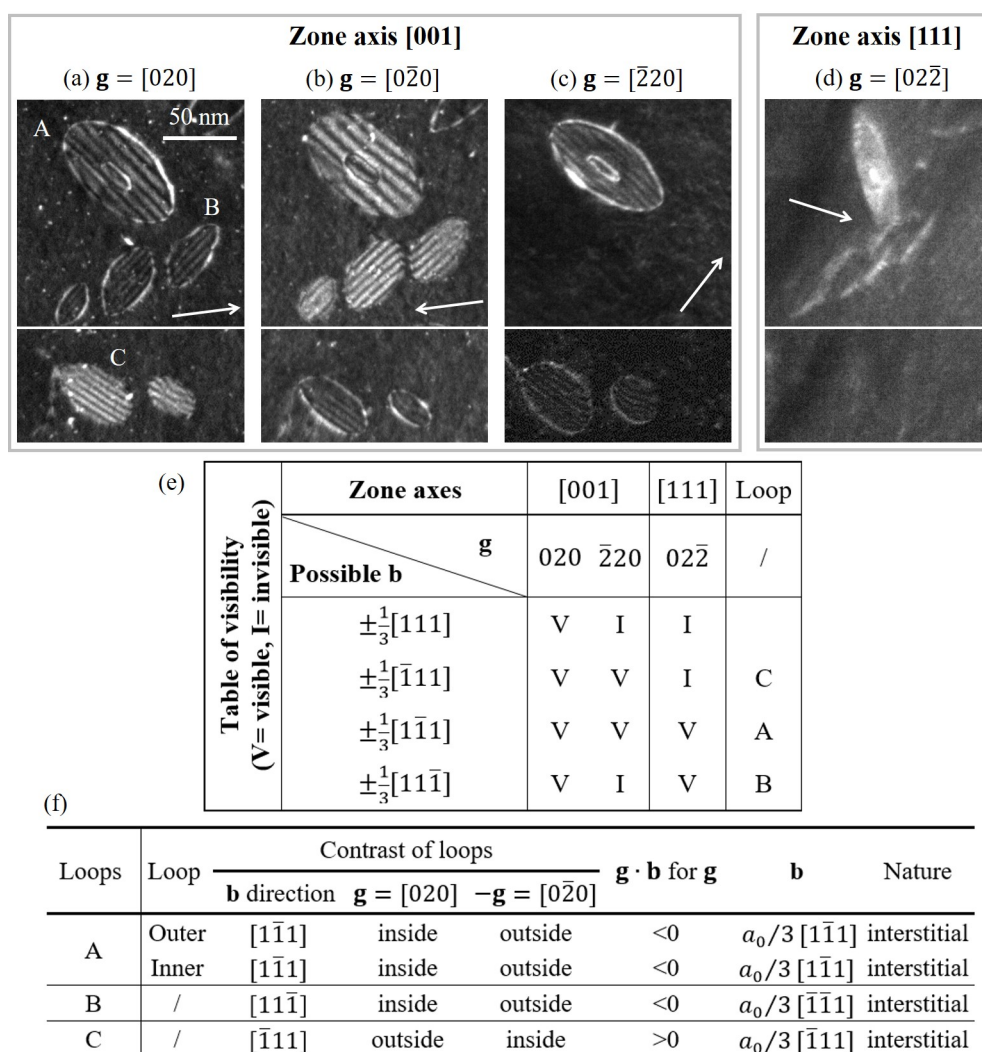 Zone axis [001]
Zone axis [111]
(a) g = [020]
(b) g = [02̄0]
(c) g = [2̄20]
(d) g = [022̄]
A
50 nm
B
C
(e)
Table of visibility
(V= visible, I= invisible)
Zone axes [001] [111] Loop
g
Possible b
020 2̄20 022̄ /
±1/3[111] V I I
±1/3[1̄11] V V I C
±1/3[11̄1] V V V A
±1/3[111̄] V I V B
(f)
Contrast of loops
Loops Loop g · b for g b Nature
b direction g = [020] −g = [02̄0]
A
Outer [11̄1] inside outside <0 a₀/3 [11̄1] interstitial
Inner [11̄1] inside outside <0 a₀/3 [11̄1] interstitial
B / [111̄] inside outside <0 a₀/3 [1̄1̄1] interstitial
C / [1̄11] outside inside >0 a₀/3 [1̄11] interstitial